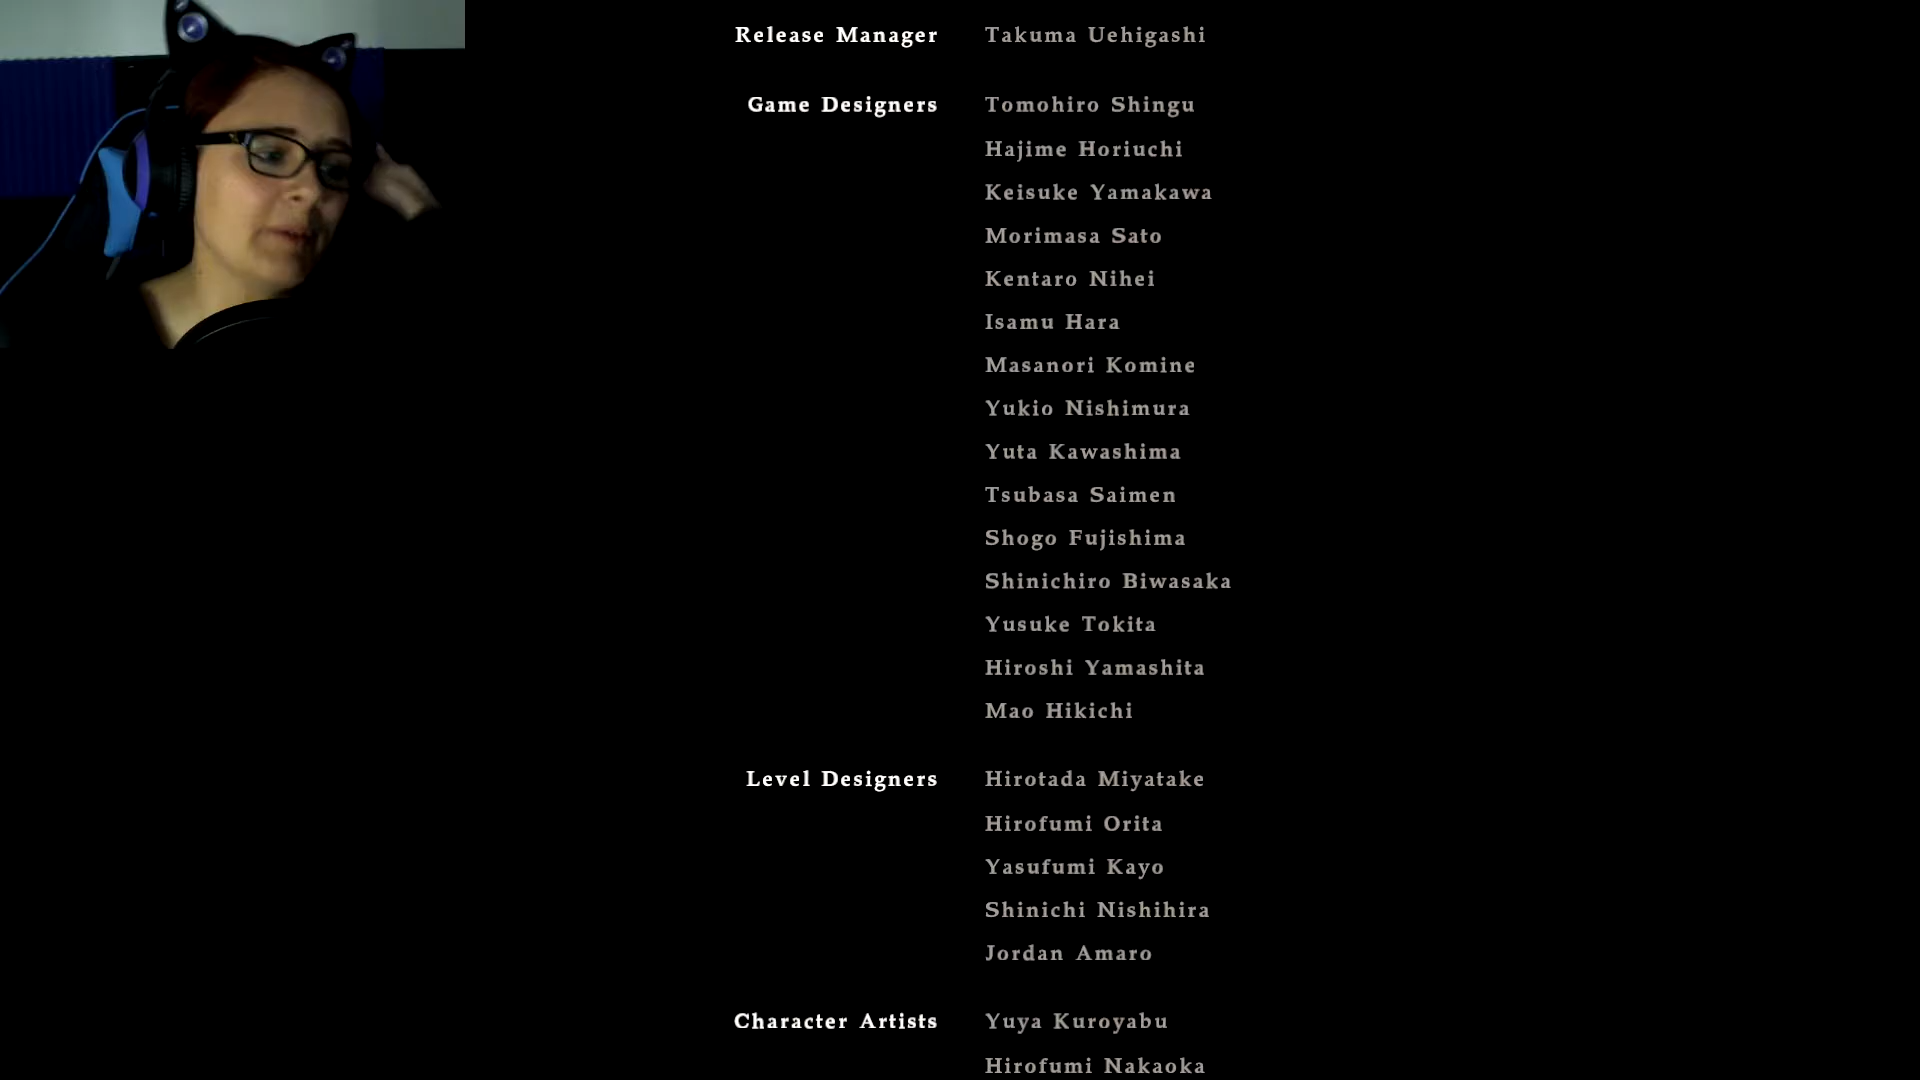 Release Manager Takuma Uehigashi
Game Designers Tomohiro Shingu
Hajime Horiuchi
Keisuke Yamakawa
Morimasa Sato
Kentaro Nihei
Isamu Hara
Masanori Komine
Yukio Nishimura
Yuta Kawashima
Tsubasa Saimen
Shogo Fujishima
Shinichiro Biwasaka
Yusuke Tokita
Hiroshi Yamashita
Mao Hikichi
Level Designers Hirotada Miyatake
Hirofumi Orita
Yasufumi Kayo
Shinichi Nishihira
Jordan Amaro
Character Artists Yuya Kuroyabu
Hirofumi Nakaoka